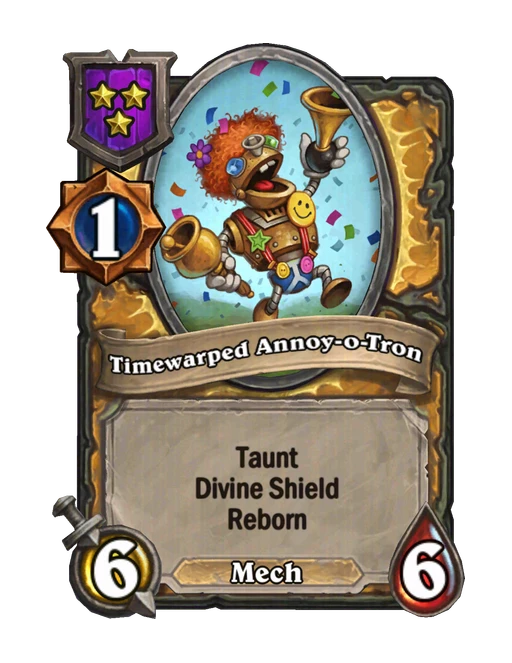 1
Timewarped Annoy-o-Tron
Taunt
Divine Shield
Reborn
6
Mech
6